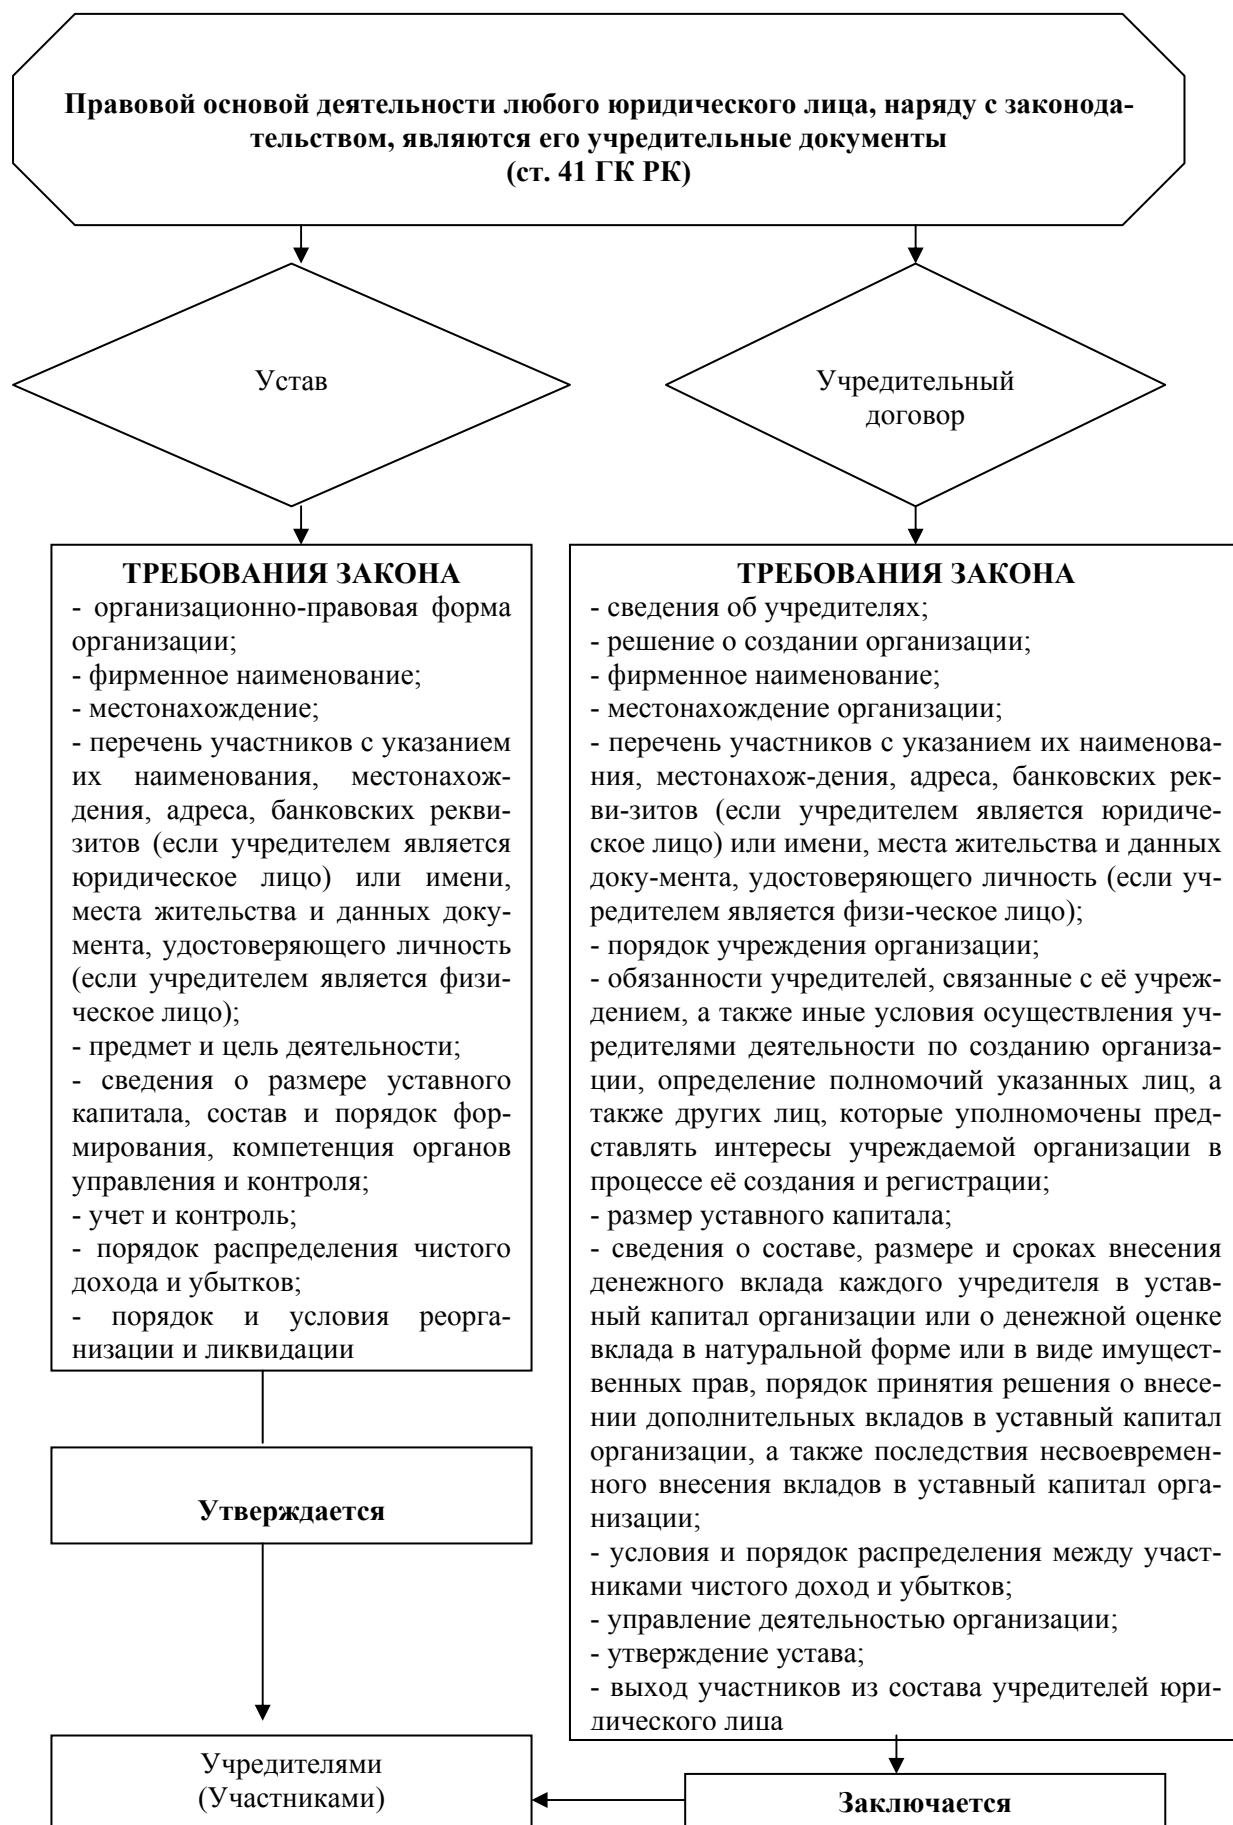 Правовой основой деятельности любого юридического лица, наряду с законода-
тельством, являются его учредительные документы
(ст. 41 ГК РК)
Устав
Учредительный
договор
ТРЕБОВАНИЯ ЗАКОНА
- организационно-правовая форма
организации;
- фирменное наименование;
- местонахождение;
- перечень участников с указанием
их наименования, местонахож-
дения, адреса, банковских рекви-
зитов (если учредителем является
юридическое лицо) или имени,
места жительства и данных доку-
мента, удостоверяющего личность
(если учредителем является физи-
ческое лицо);
- предмет и цель деятельности;
- сведения о размере уставного
капитала, состав и порядок фор-
мирования, компетенция органов
управления и контроля;
- учет и контроль;
- порядок распределения чистого
дохода и убытков;
- порядок и условия реорга-
низации и ликвидации
Утверждается
Учредителями
(Участниками)
ТРЕБОВАНИЯ ЗАКОНА
- сведения об учредителях;
- решение о создании организации;
- фирменное наименование;
- местонахождение организации;
- перечень участников с указанием их наименова-
ния, местонахож-дения, адреса, банковских рек-
ви-зитов (если учредителем является юридиче-
ское лицо) или имени, места жительства и данных
доку-мента, удостоверяющего личность (если уч-
редителем является физи-ческое лицо);
- порядок учреждения организации;
- обязанности учредителей, связанные с её учреж-
дением, а также иные условия осуществления уч-
редителями деятельности по созданию организа-
ции, определение полномочий указанных лиц, а
также других лиц, которые уполномочены пред-
ставлять интересы учреждаемой организации в
процессе её создания и регистрации;
- размер уставного капитала;
- сведения о составе, размере и сроках внесения
денежного вклада каждого учредителя в устав-
ный капитал организации или о денежной оценке
вклада в натуральной форме или в виде имущест-
венных прав, порядок принятия решения о внесе-
нии дополнительных вкладов в уставный капитал
организации, а также последствия несвоевремен-
ного внесения вкладов в уставный капитал орга-
низации;
- условия и порядок распределения между участ-
никами чистого доход и убытков;
- управление деятельностью организации;
- утверждение устава;
- выход участников из состава учредителей юри-
дического лица
Заключается